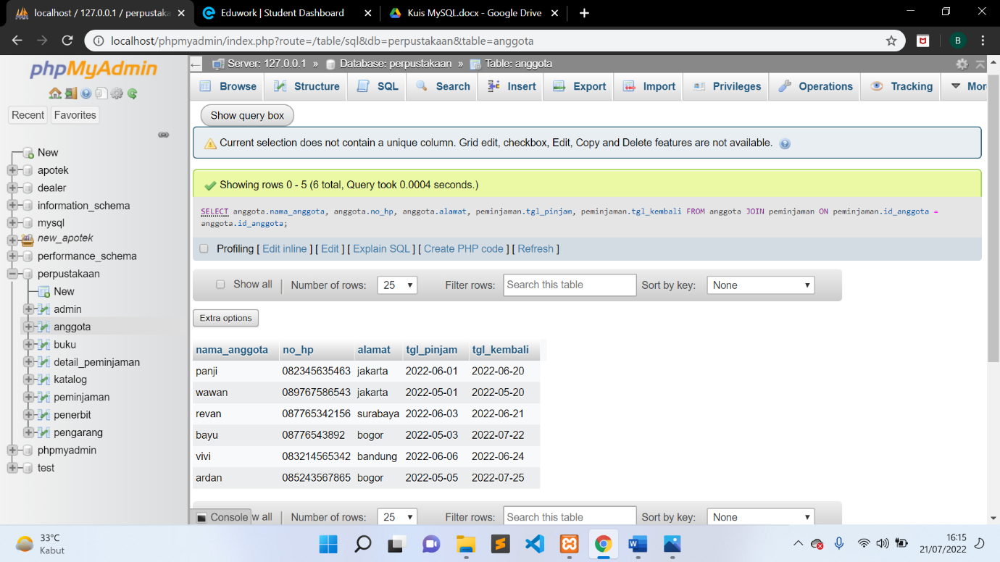 localhost / 127.0.0.1 / perpustaka
Eduwork | Student Dashboard
Kuis MySQL.docx - Google Drive
localhost/phpmyadmin/index.php?route=/table/sql&db=perpustakaan&table=anggota
B
phpMyAdmin
Recent
Favorites
New
apotek
dealer
information_schema
mysql
new_apotek
performance_schema
perpustakaan
New
admin
anggota
buku
detail_peminjaman
katalog
peminjaman
penerbit
pengarang
phpmyadmin
test
Server: 127.0.0.1 » Database: perpustakaan » Table: anggota
Browse Structure SQL Search Insert Export Import Privileges Operations Tracking Mor
Show query box
Current selection does not contain a unique column. Grid edit, checkbox, Edit, Copy and Delete features are not available.
Showing rows 0 - 5 (6 total, Query took 0.0004 seconds.)
SELECT anggota.nama_anggota, anggota.no_hp, anggota.alamat, peminjaman.tgl_pinjam, peminjaman.tgl_kembali FROM anggota JOIN peminjaman ON peminjaman.id_anggota =
anggota.id_anggota;
Profiling [ Edit inline ] [ Edit ] [ Explain SQL ] [ Create PHP code ] [ Refresh ]
Show all | Number of rows: 25 Filter rows: Search this table Sort by key: None
Extra options
nama_anggota no_hp alamat tgl_pinjam tgl_kembali
panji 082345635463 jakarta 2022-06-01 2022-06-20
wawan 089767586543 jakarta 2022-05-01 2022-05-20
revan 087765342156 surabaya 2022-06-03 2022-06-21
bayu 08776543892 bogor 2022-05-03 2022-07-22
vivi 083214565342 bandung 2022-06-06 2022-06-24
ardan 085243567865 bogor 2022-05-05 2022-07-25
Console w all | Number of rows: 25 Filter rows: Search this table Sort by key: None
33°C
Kabut
16:15
21/07/2022